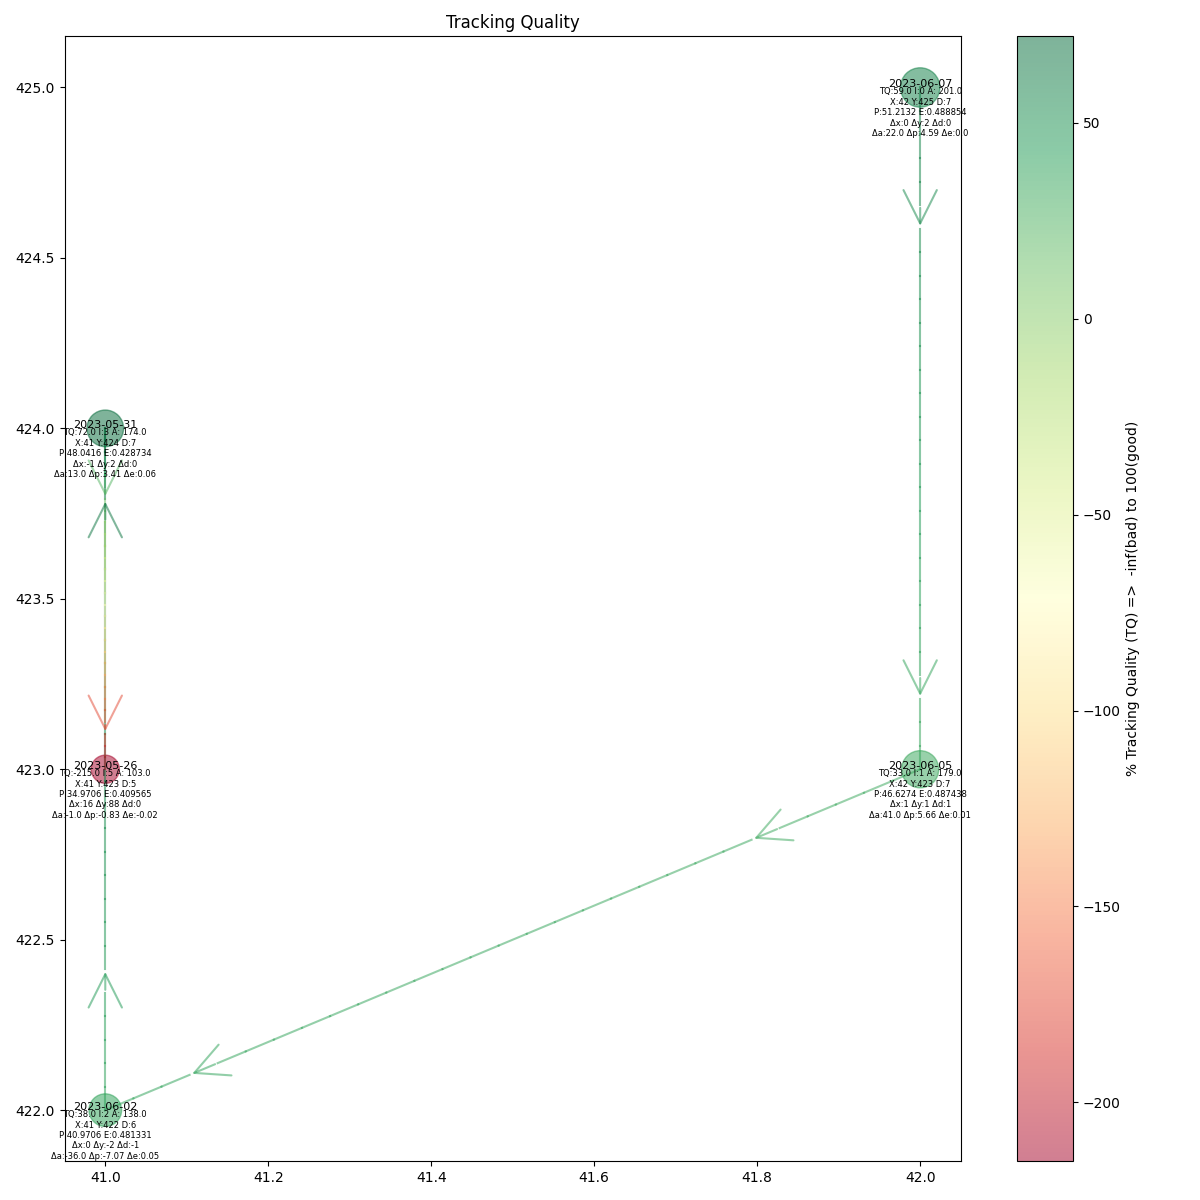 Tracking Quality
425.0
424.5
424.0
423.5
423.0
422.5
422.0
41.0 41.2 41.4 41.6 41.8 42.0
2023-06-07
TQ:59.0 I:0 A: 201.0
X:42 Y:425 D:7
P:51.2132 E:0.488854
Δx:0 Δy:2 Δd:0
Δa:22.0 Δp:4.59 Δe:0.0
2023-05-31
TQ:72.0 I:3 A: 174.0
X:41 Y:424 D:7
P:48.0416 E:0.428734
Δx:-1 Δy:2 Δd:0
Δa:13.0 Δp:3.41 Δe:0.06
2023-05-26
TQ:-215.0 I:5 A: 103.0
X:41 Y:423 D:5
P:34.9706 E:0.409565
Δx:16 Δy:88 Δd:0
Δa:-1.0 Δp:-0.83 Δe:-0.02
2023-06-05
TQ:33.0 I:1 A: 179.0
X:42 Y:423 D:7
P:46.6274 E:0.487438
Δx:1 Δy:1 Δd:1
Δa:41.0 Δp:5.66 Δe:0.01
2023-06-02
TQ:38.0 I:2 A: 138.0
X:41 Y:422 D:6
P:40.9706 E:0.481331
Δx:0 Δy:-2 Δd:-1
Δa:-36.0 Δp:-7.07 Δe:0.05
50
0
−50
−100
−150
−200
% Tracking Quality (TQ) => -inf(bad) to 100(good)